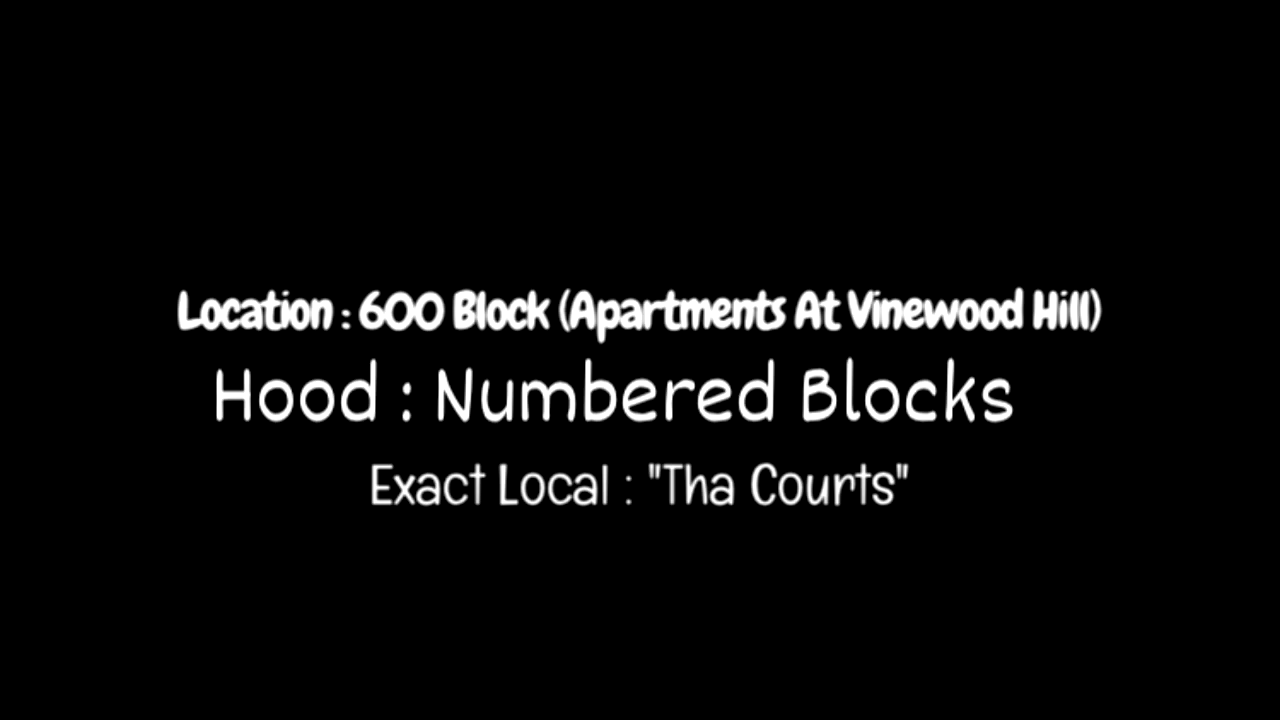 Location : 600 Block (Apartments At Vinewood Hill)
Hood : Numbered Blocks
Exact Local : "Tha Courts"